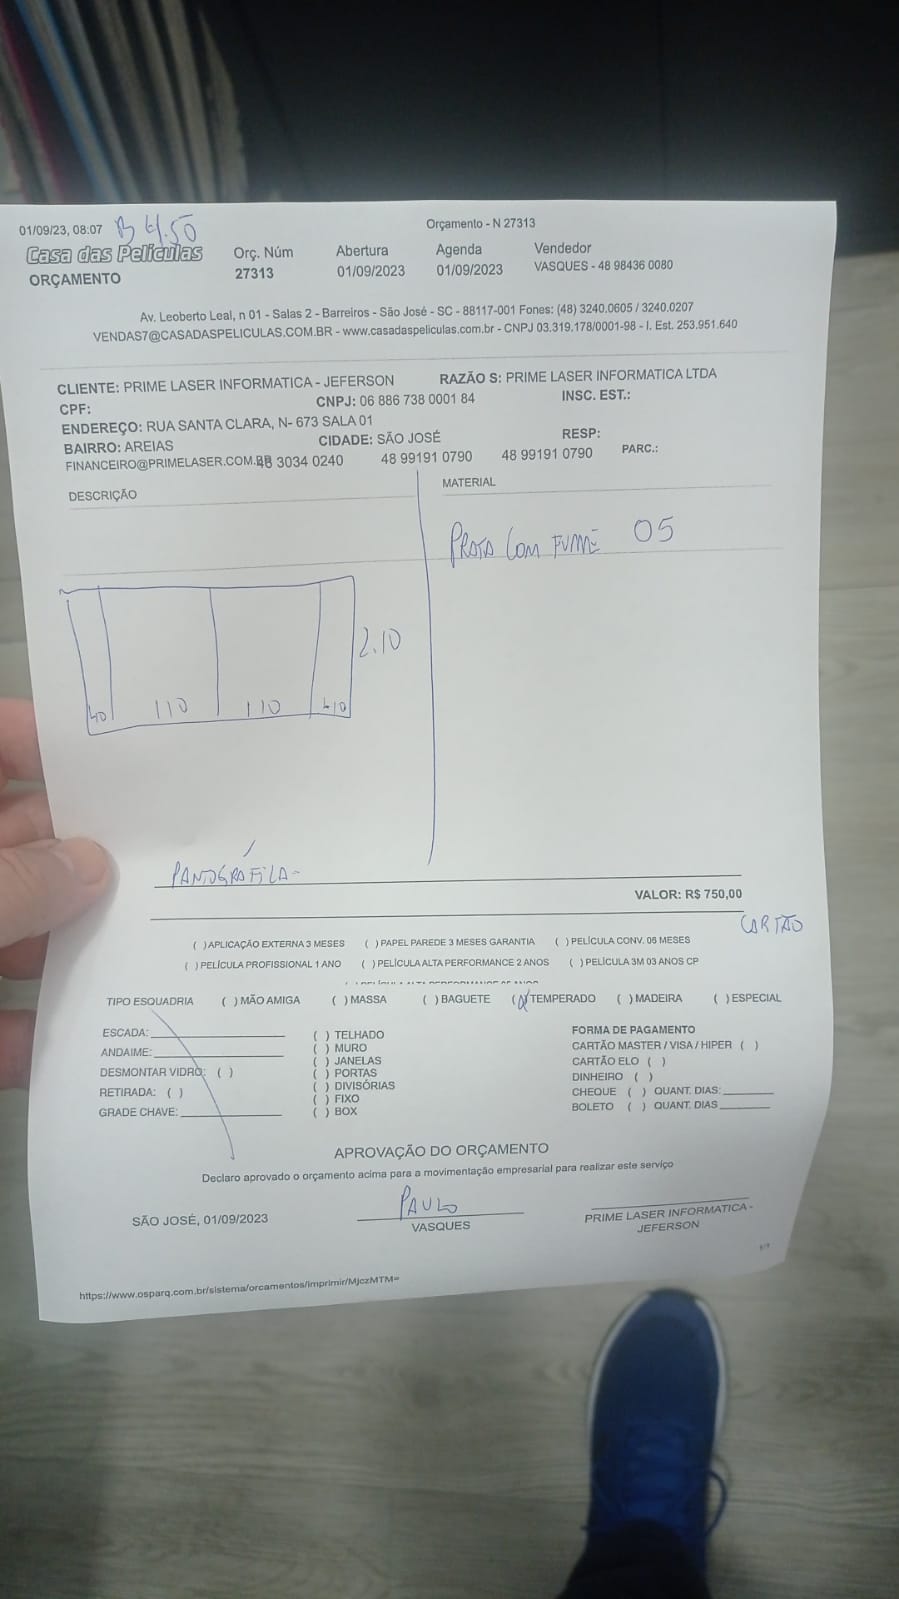 01/09/23, 08:07
Orçamento - N 27313
Casa das Películas
ORÇAMENTO
Orç. Núm
27313
Abertura
01/09/2023
Agenda
01/09/2023
Vendedor
VASQUES - 48 98436 0080
Av. Leoberto Leal, n 01 - Salas 2 - Barreiros - São José - SC - 88117-001 Fones: (48) 3240.0605 / 3240.0207
VENDAS7@CASADASPELICULAS.COM.BR - www.casadaspeliculas.com.br - CNPJ 03.319.178/0001-98 - I. Est. 253.951.640
CLIENTE: PRIME LASER INFORMATICA - JEFERSON RAZÃO S: PRIME LASER INFORMATICA LTDA
CPF: CNPJ: 06 886 738 0001 84 INSC. EST.:
ENDEREÇO: RUA SANTA CLARA, N- 673 SALA 01
BAIRRO: AREIAS CIDADE: SÃO JOSÉ RESP:
FINANCEIRO@PRIMELASER.COM.BR 48 3034 0240 48 99191 0790 48 99191 0790 PARC.:
DESCRIÇÃO MATERIAL
PRATA COM FUMÊ 05
2.10
40 110 110 40
VALOR: R$ 750,00
CARTÃO
( )APLICAÇÃO EXTERNA 3 MESES ( )PAPEL PAREDE 3 MESES GARANTIA ( )PELÍCULA CONV. 06 MESES
( )PELÍCULA PROFISSIONAL 1 ANO ( )PELÍCULA ALTA PERFORMANCE 2 ANOS ( )PELÍCULA 3M 03 ANOS CP
TIPO ESQUADRIA ( )MÃO AMIGA ( )MASSA ( )BAGUETE ( )TEMPERADO ( )MADEIRA ( )ESPECIAL
ESCADA:
ANDAIME:
DESMONTAR VIDRO: ( )
RETIRADA: ( )
GRADE CHAVE:
( ) TELHADO
( ) MURO
( ) JANELAS
( ) PORTAS
( ) DIVISÓRIAS
( ) FIXO
( ) BOX
FORMA DE PAGAMENTO
CARTÃO MASTER / VISA / HIPER ( )
CARTÃO ELO ( )
DINHEIRO ( )
CHEQUE ( ) QUANT. DIAS:
BOLETO ( ) QUANT. DIAS
APROVAÇÃO DO ORÇAMENTO
Declaro aprovado o orçamento acima para a movimentação empresarial para realizar este serviço
SÃO JOSÉ, 01/09/2023
PAULO
VASQUES
PRIME LASER INFORMATICA -
JEFERSON
1/1
https://www.osparq.com.br/sistema/orcamentos/imprimir/MjczMTM=